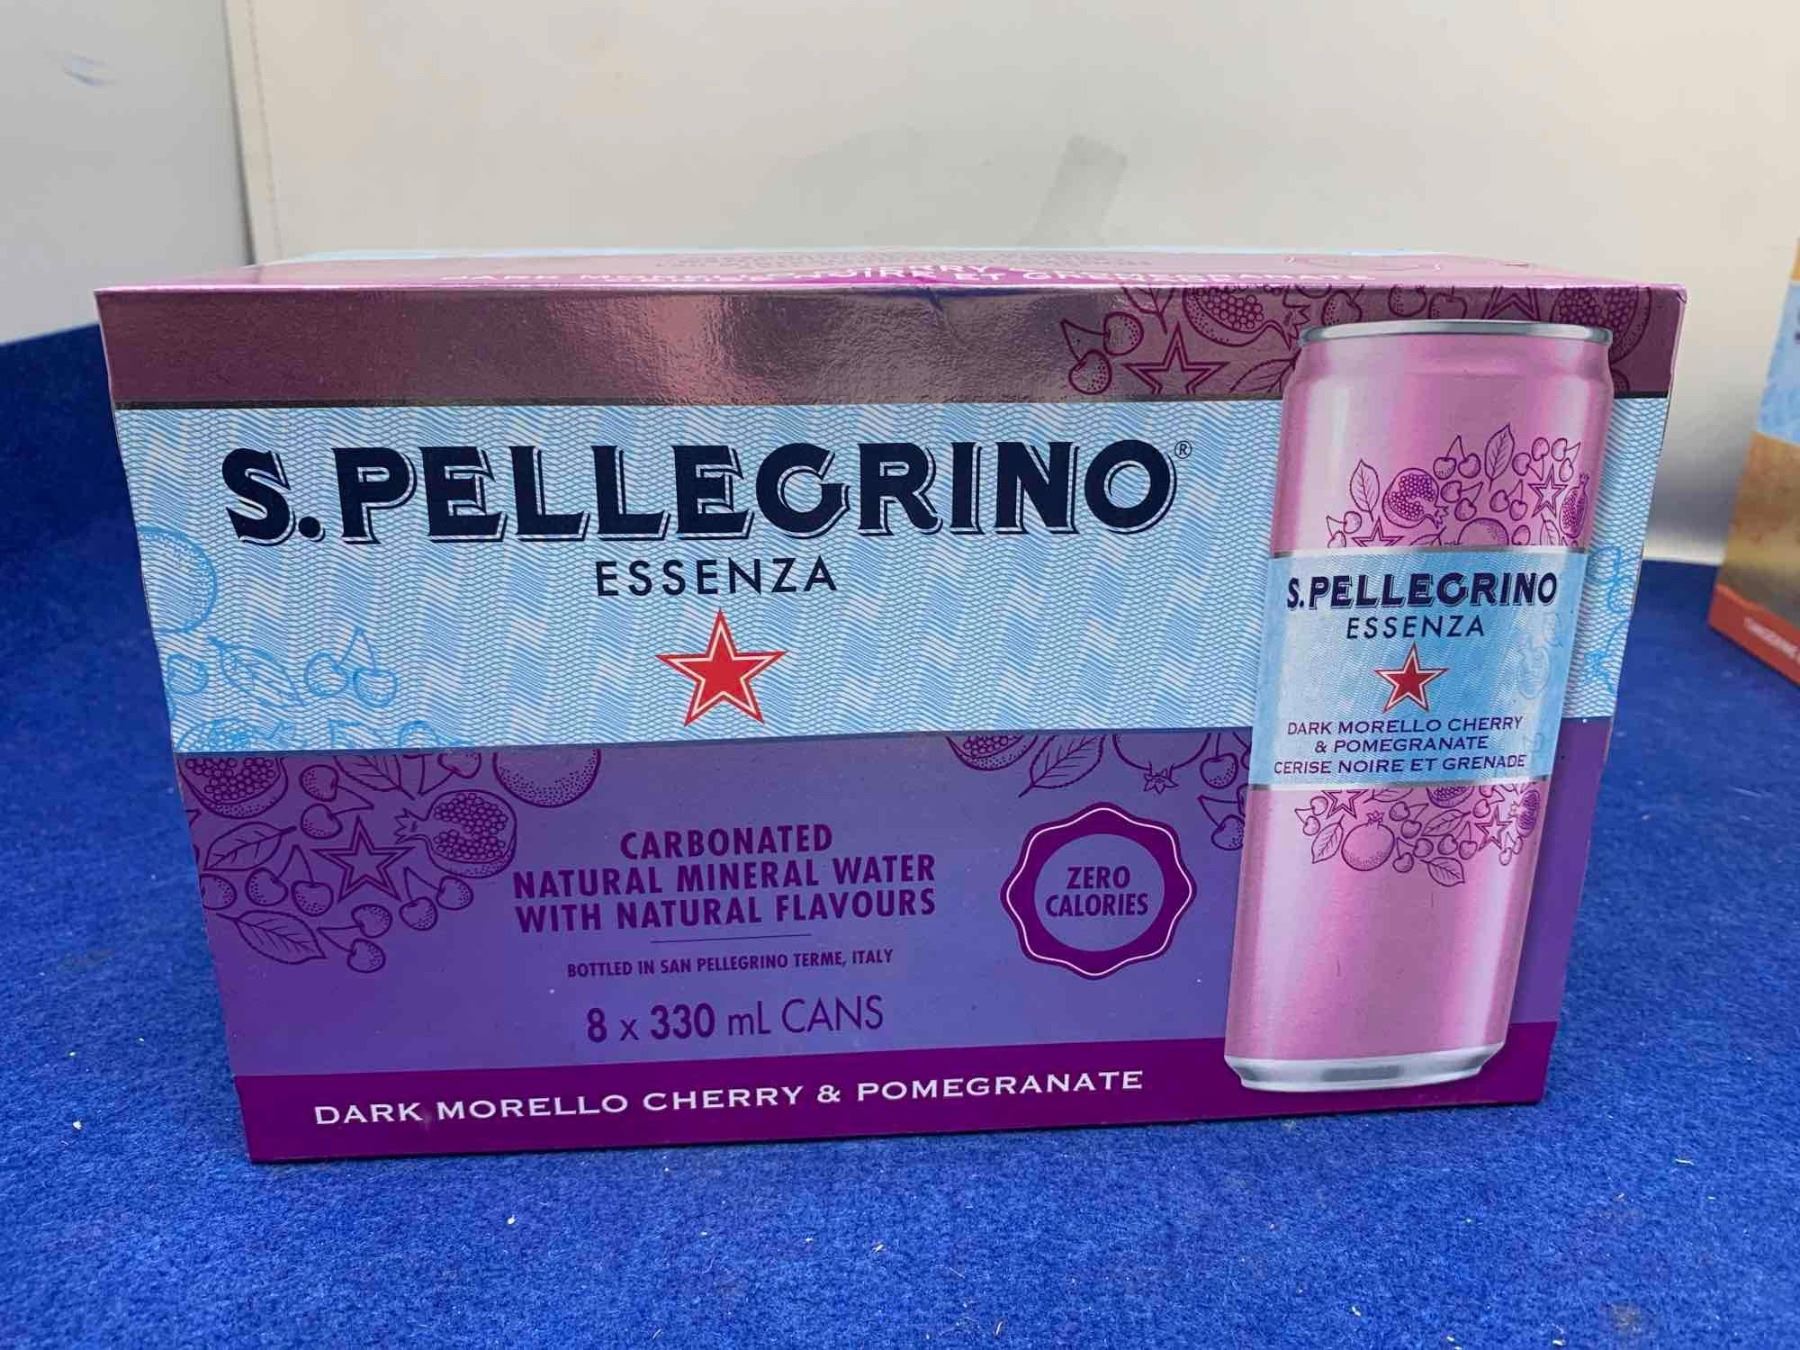 S.PELLEGRINO®
ESSENZA
CARBONATED
NATURAL MINERAL WATER
WITH NATURAL FLAVOURS
BOTTLED IN SAN PELLEGRINO TERME, ITALY
8 x 330 mL CANS
ZERO
CALORIES
DARK MORELLO CHERRY & POMEGRANATE
S.PELLEGRINO
ESSENZA
DARK MORELLO CHERRY
& POMEGRANATE
CERISE NOIRE ET GRENADE